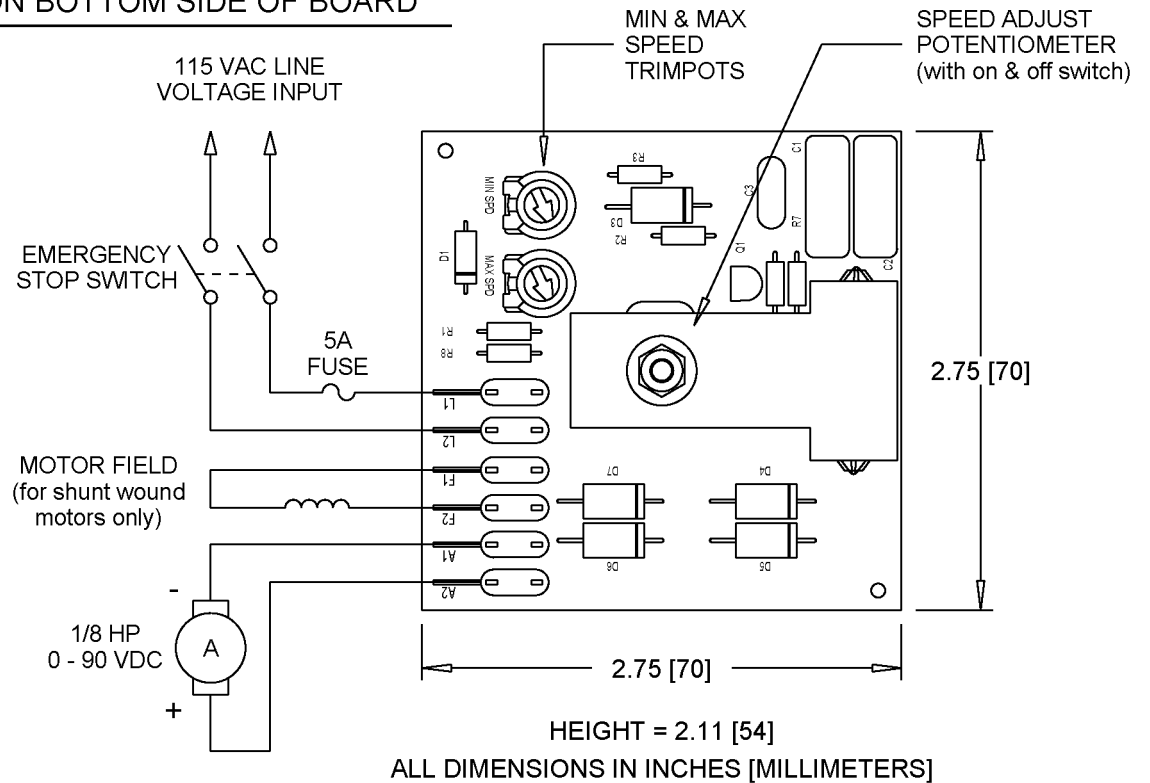 ON BOTTOM SIDE OF BOARD
MIN & MAX
SPEED
TRIMPOTS
SPEED ADJUST
POTENTIOMETER
(with on & off switch)
115 VAC LINE
VOLTAGE INPUT
EMERGENCY
STOP SWITCH
5A
FUSE
MOTOR FIELD
(for shunt wound
motors only)
-
1/8 HP
0 - 90 VDC
A
+
MIN SPD
MAX SPD
D1
R3
D3
R2
C3
C1
R7
Q1
C2
R1
R8
L1
L2
F1
F2
A1
A2
D7
D4
D6
D5
2.75 [70]
2.75 [70]
HEIGHT = 2.11 [54]
ALL DIMENSIONS IN INCHES [MILLIMETERS]